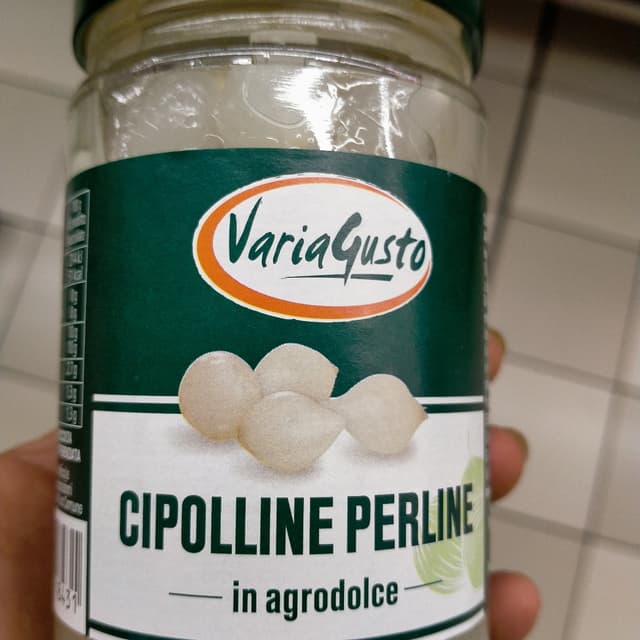 VariaGusto
CIPOLLINE PERLINE
in agrodolce